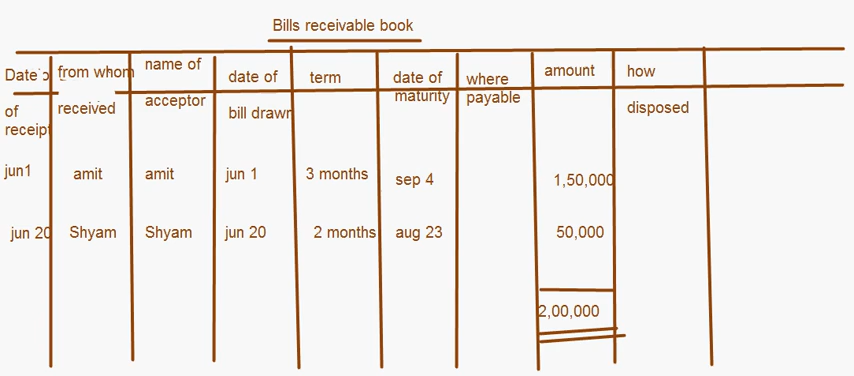 Bills receivable book
Date of receipt | from whom received | name of acceptor | date of bill drawn | term | date of maturity | where payable | amount | how disposed
jun1 | amit | amit | jun 1 | 3 months | sep 4 | 1,50,000
jun 20 | Shyam | Shyam | jun 20 | 2 months | aug 23 | 50,000
2,00,000